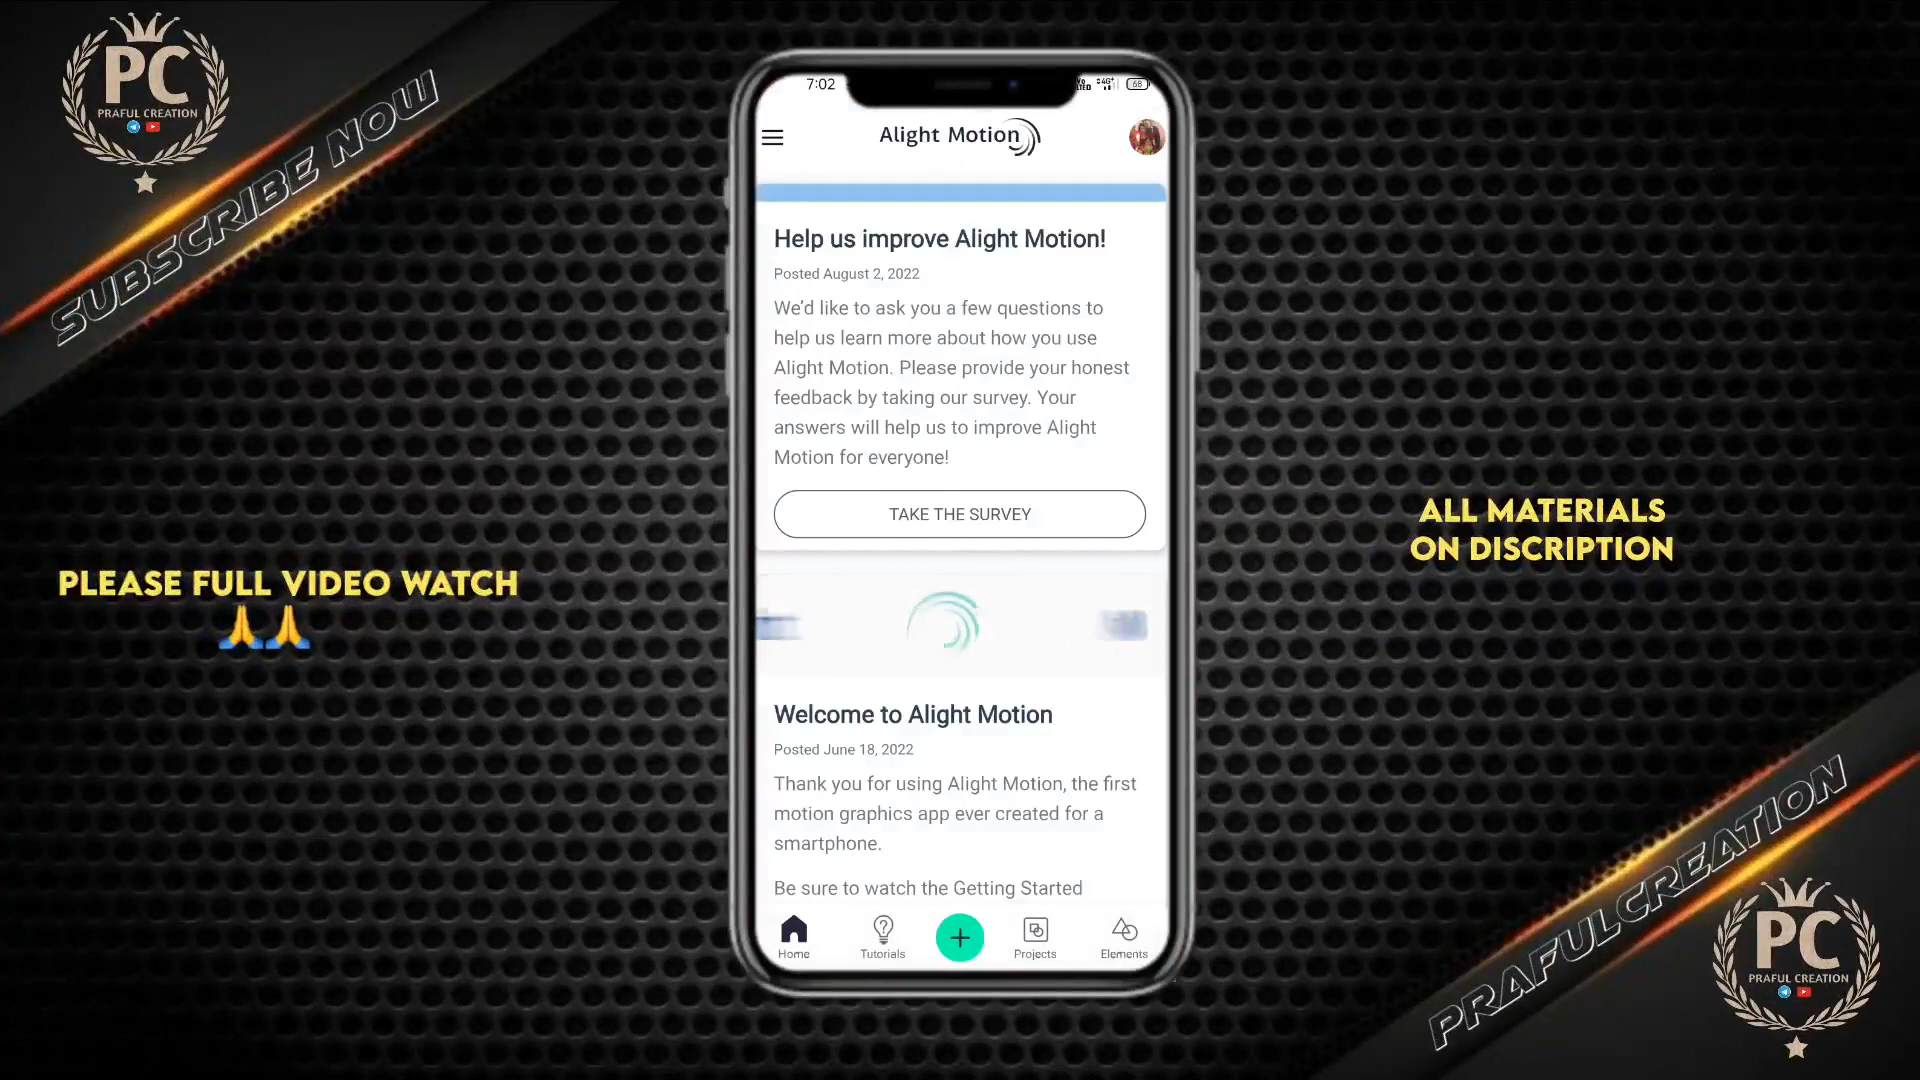 PC
PRAFUL CREATION
SUBSCRIBE NOW
PLEASE FULL VIDEO WATCH
🙏🙏
7:02
4G+
68
Alight Motion
Help us improve Alight Motion!
Posted August 2, 2022
We'd like to ask you a few questions to
help us learn more about how you use
Alight Motion. Please provide your honest
feedback by taking our survey. Your
answers will help us to improve Alight
Motion for everyone!
TAKE THE SURVEY
Welcome to Alight Motion
Posted June 18, 2022
Thank you for using Alight Motion, the first
motion graphics app ever created for a
smartphone.
Be sure to watch the Getting Started
Home
Tutorials
Projects
Elements
ALL MATERIALS
ON DISCRIPTION
PRAFULCREATION
PC
PRAFUL CREATION